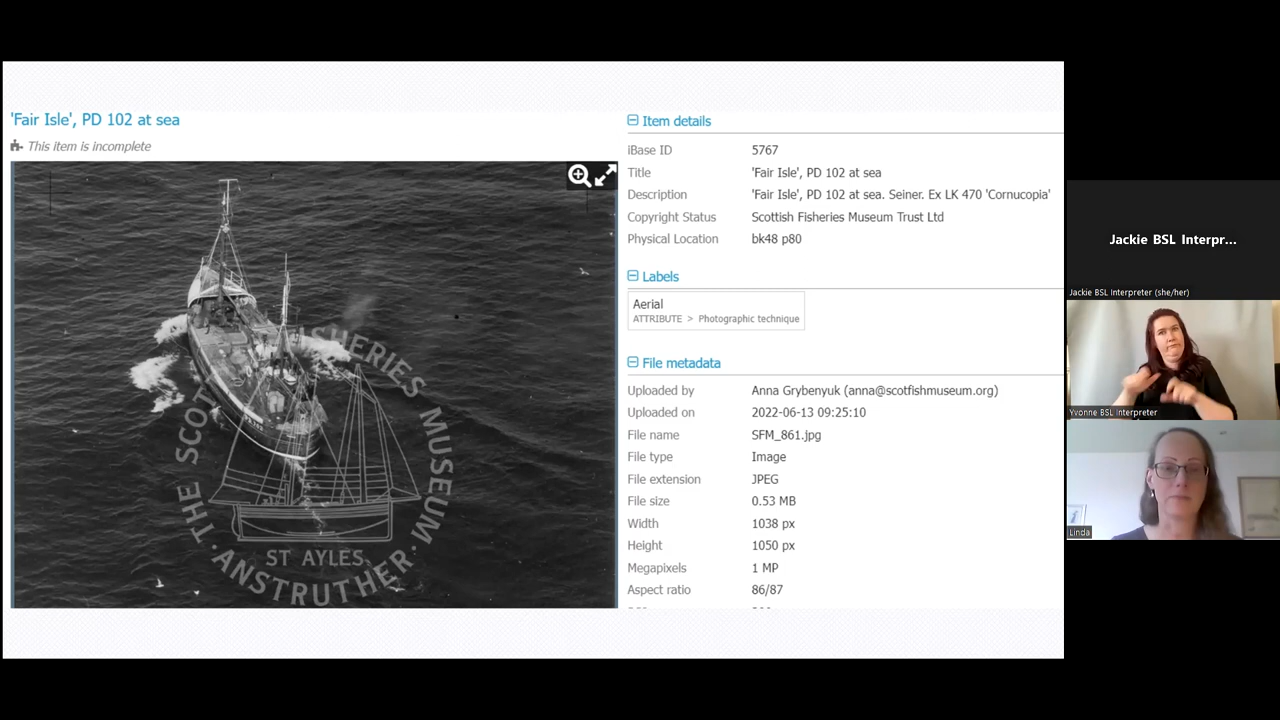 'Fair Isle', PD 102 at sea
This item is incomplete
THE SCOTTISH FISHERIES MUSEUM · ANSTRUTHER ·
ST AYLES
Item details
iBase ID 5767
Title 'Fair Isle', PD 102 at sea
Description 'Fair Isle', PD 102 at sea. Seiner. Ex LK 470 'Cornucopia'
Copyright Status Scottish Fisheries Museum Trust Ltd
Physical Location bk48 p80
Labels
Aerial
ATTRIBUTE > Photographic technique
File metadata
Uploaded by Anna Grybenyuk (anna@scotfishmuseum.org)
Uploaded on 2022-06-13 09:25:10
File name SFM_861.jpg
File type Image
File extension JPEG
File size 0.53 MB
Width 1038 px
Height 1050 px
Megapixels 1 MP
Aspect ratio 86/87
Jackie BSL Interpr...
Jackie BSL Interpreter (she/her)
Yvonne BSL Interpreter
Linda